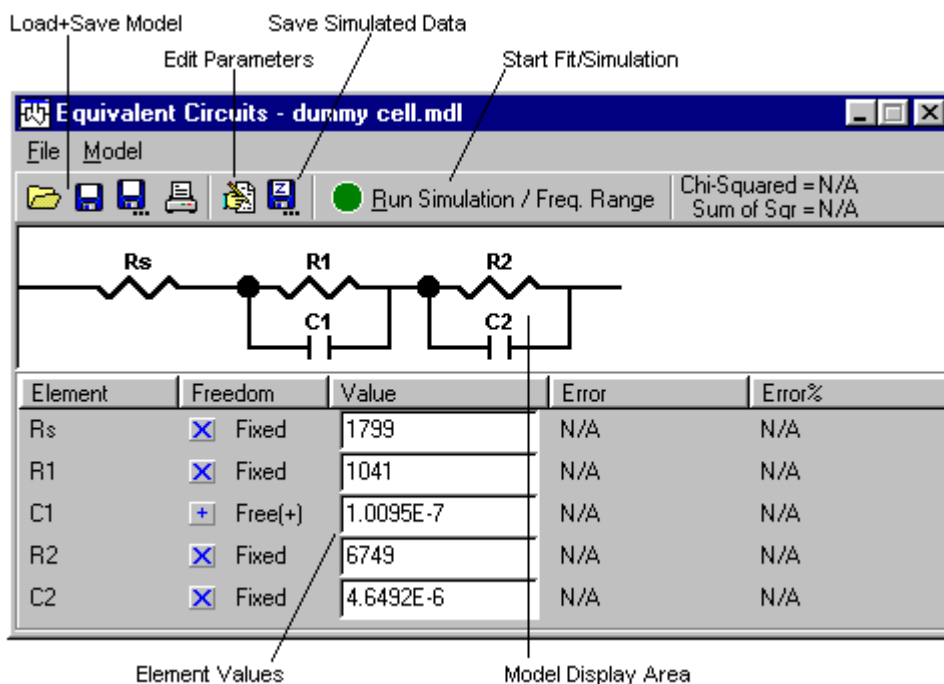 Load+Save Model
Save Simulated Data
Edit Parameters
Start Fit/Simulation
Equivalent Circuits - dummy cell.mdl
File Model
Z
Run Simulation / Freq. Range
Chi-Squared = N/A
Sum of Sqr = N/A
Rs R1 R2
C1 C2
Element Freedom Value Error Error%
Rs Fixed 1799 N/A N/A
R1 Fixed 1041 N/A N/A
C1 + Free(+) 1.0095E-7 N/A N/A
R2 Fixed 6749 N/A N/A
C2 Fixed 4.6492E-6 N/A N/A
Element Values
Model Display Area